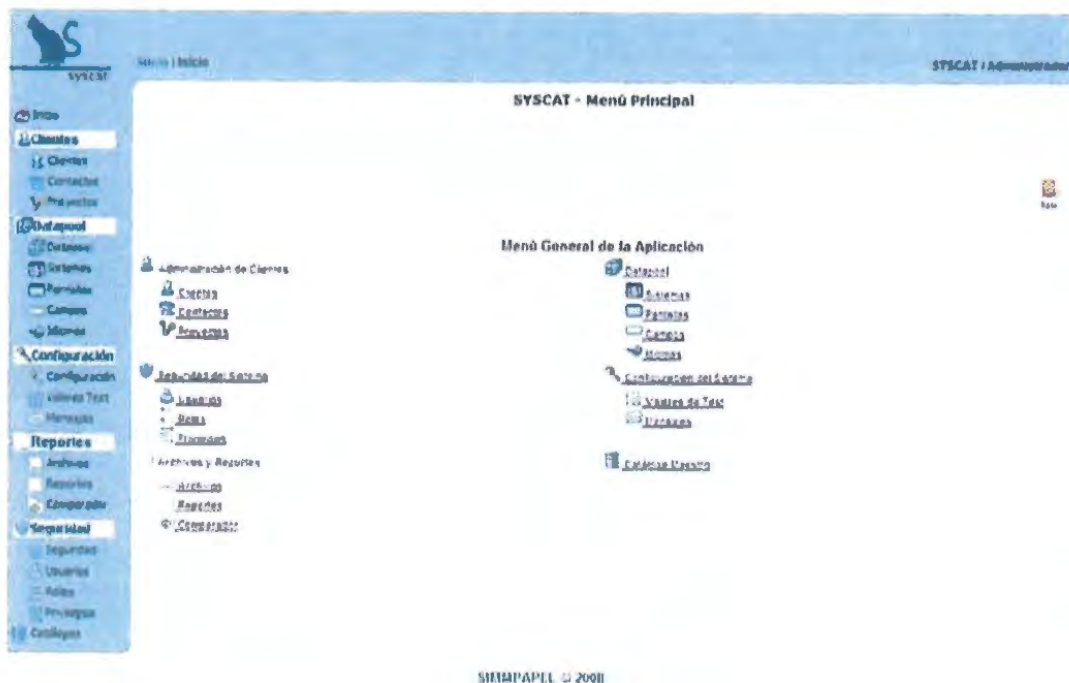 syscat
Inicio | Inicio
SYSCAT / Administrador
SYSCAT - Menú Principal
Inicio
Clientes
Clientes
Contactos
Proyectos
Datapool
Datapool
Sistemas
Pantallas
Campos
Idiomas
Configuración
Configuración
Valores Test
Mensajes
Reportes
Archivos
Reportes
Comparador
Seguridad
Seguridad
Usuarios
Roles
Privilegios
Catálogos
Menú General de la Aplicación
Administración de Clientes
Clientes
Contactos
Proyectos
Seguridad del Sistema
Usuarios
Roles
Archivos y Reportes
Archivos
Reportes
Comparador
Datapool
Sistemas
Pantallas
Campos
Idiomas
Configuración del Sistema
Valores de Test
Mensajes
Catálogo Maestro
SIMMPAPEL © 2008